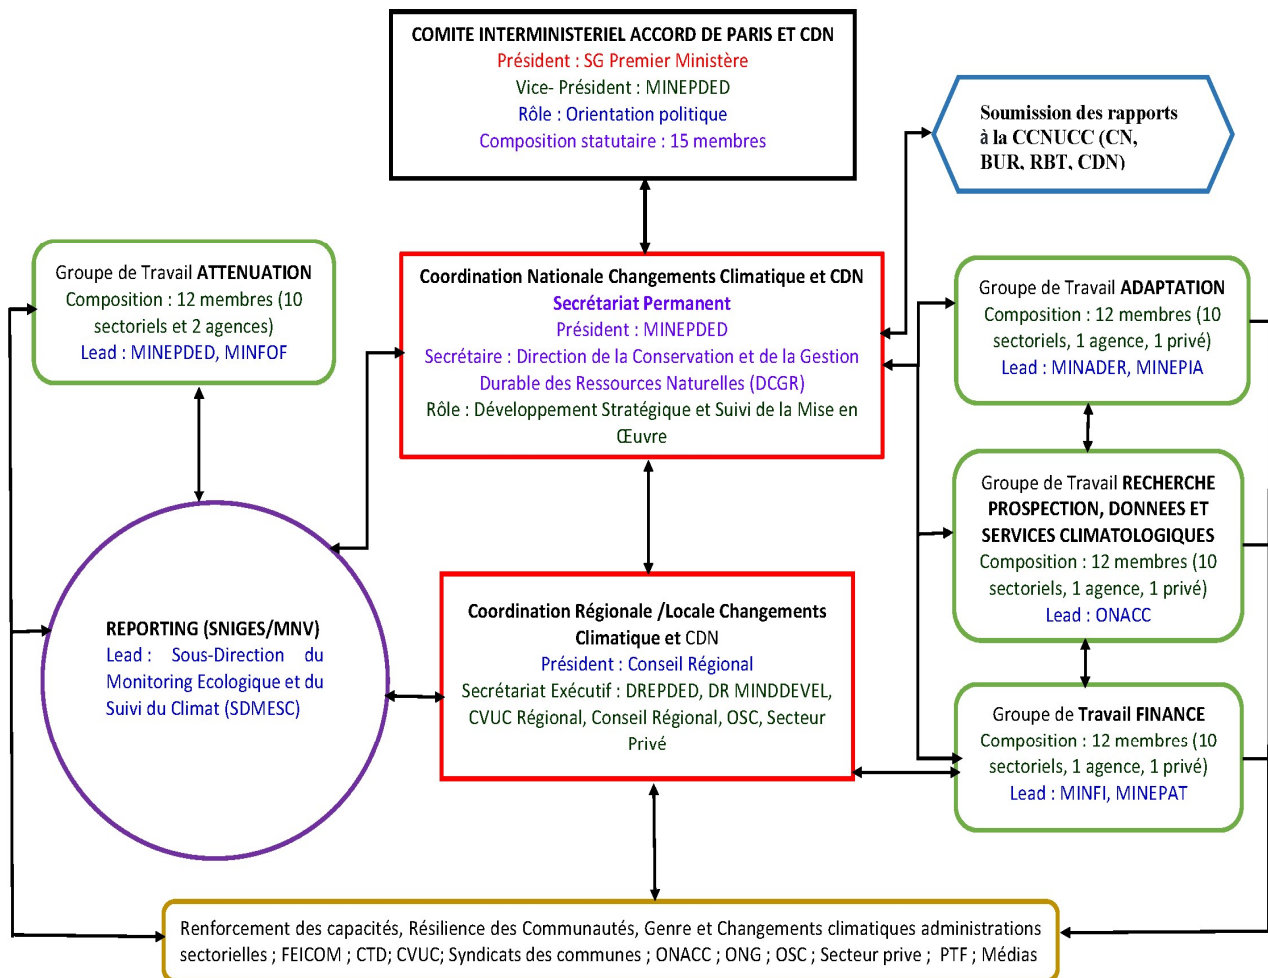 COMITE INTERMINISTERIEL ACCORD DE PARIS ET CDN
Président : SG Premier Ministère
Vice- Président : MINEPDED
Rôle : Orientation politique
Composition statutaire : 15 membres
Soumission des rapports
à la CCNUCC (CN,
BUR, RBT, CDN)
Groupe de Travail ATTENUATION
Composition : 12 membres (10
sectoriels et 2 agences)
Lead : MINEPDED, MINFOF
Coordination Nationale Changements Climatique et CDN
Secrétariat Permanent
Président : MINEPDED
Secrétaire : Direction de la Conservation et de la Gestion
Durable des Ressources Naturelles (DCGR)
Rôle : Développement Stratégique et Suivi de la Mise en
Œuvre
Groupe de Travail ADAPTATION
Composition : 12 membres (10
sectoriels, 1 agence, 1 privé)
Lead : MINADER, MINEPIA
Groupe de Travail RECHERCHE
PROSPECTION, DONNEES ET
SERVICES CLIMATOLOGIQUES
Composition : 12 membres (10
sectoriels, 1 agence, 1 privé)
Lead : ONACC
REPORTING (SNIGES/MNV)
Lead : Sous-Direction du
Monitoring Ecologique et du
Suivi du Climat (SDMESC)
Coordination Régionale /Locale Changements
Climatique et CDN
Président : Conseil Régional
Secrétariat Exécutif : DREPDED, DR MINDDEVEL,
CVUC Régional, Conseil Régional, OSC, Secteur
Privé
Groupe de Travail FINANCE
Composition : 12 membres (10
sectoriels, 1 agence, 1 privé)
Lead : MINFI, MINEPAT
Renforcement des capacités, Résilience des Communautés, Genre et Changements climatiques administrations
sectorielles ; FEICOM ; CTD; CVUC; Syndicats des communes ; ONACC ; ONG ; OSC ; Secteur prive ; PTF ; Médias